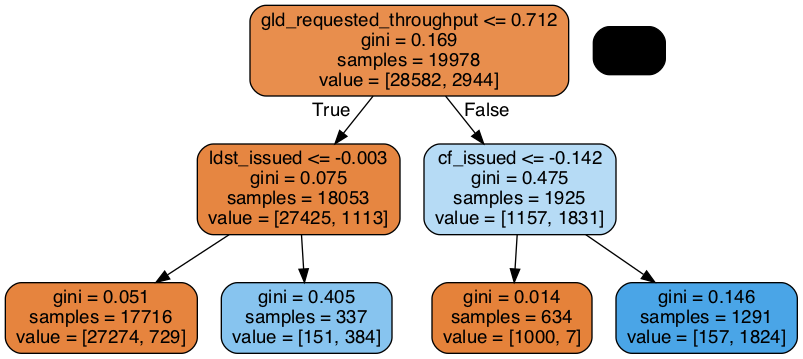 gld_requested_throughput <= 0.712
gini = 0.169
samples = 19978
value = [28582, 2944]
True
False
ldst_issued <= -0.003
gini = 0.075
samples = 18053
value = [27425, 1113]
cf_issued <= -0.142
gini = 0.475
samples = 1925
value = [1157, 1831]
gini = 0.051
samples = 17716
value = [27274, 729]
gini = 0.405
samples = 337
value = [151, 384]
gini = 0.014
samples = 634
value = [1000, 7]
gini = 0.146
samples = 1291
value = [157, 1824]